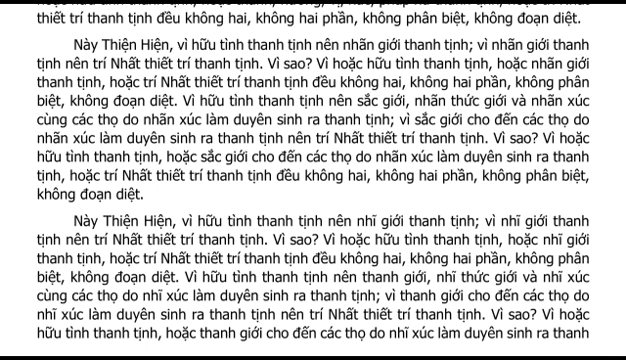 thiết trí thanh tịnh đều không hai, không hai phần, không phân biệt, không đoạn diệt.
Này Thiện Hiện, vì hữu tình thanh tịnh nên nhãn giới thanh tịnh; vì nhãn giới thanh
tịnh nên trí Nhất thiết trí thanh tịnh. Vì sao? Vì hoặc hữu tình thanh tịnh, hoặc nhãn giới
thanh tịnh, hoặc trí Nhất thiết trí thanh tịnh đều không hai, không hai phần, không phân
biệt, không đoạn diệt. Vì hữu tình thanh tịnh nên sắc giới, nhãn thức giới và nhãn xúc
cùng các thọ do nhãn xúc làm duyên sinh ra thanh tịnh; vì sắc giới cho đến các thọ do
nhãn xúc làm duyên sinh ra thanh tịnh nên trí Nhất thiết trí thanh tịnh. Vì sao? Vì hoặc
hữu tình thanh tịnh, hoặc sắc giới cho đến các thọ do nhãn xúc làm duyên sinh ra thanh
tịnh, hoặc trí Nhất thiết trí thanh tịnh đều không hai, không hai phần, không phân biệt,
không đoạn diệt.
Này Thiện Hiện, vì hữu tình thanh tịnh nên nhĩ giới thanh tịnh; vì nhĩ giới thanh
tịnh nên trí Nhất thiết trí thanh tịnh. Vì sao? Vì hoặc hữu tình thanh tịnh, hoặc nhĩ giới
thanh tịnh, hoặc trí Nhất thiết trí thanh tịnh đều không hai, không hai phần, không phân
biệt, không đoạn diệt. Vì hữu tình thanh tịnh nên thanh giới, nhĩ thức giới và nhĩ xúc
cùng các thọ do nhĩ xúc làm duyên sinh ra thanh tịnh; vì thanh giới cho đến các thọ do
nhĩ xúc làm duyên sinh ra thanh tịnh nên trí Nhất thiết trí thanh tịnh. Vì sao? Vì hoặc
hữu tình thanh tịnh, hoặc thanh giới cho đến các thọ do nhĩ xúc làm duyên sinh ra thanh